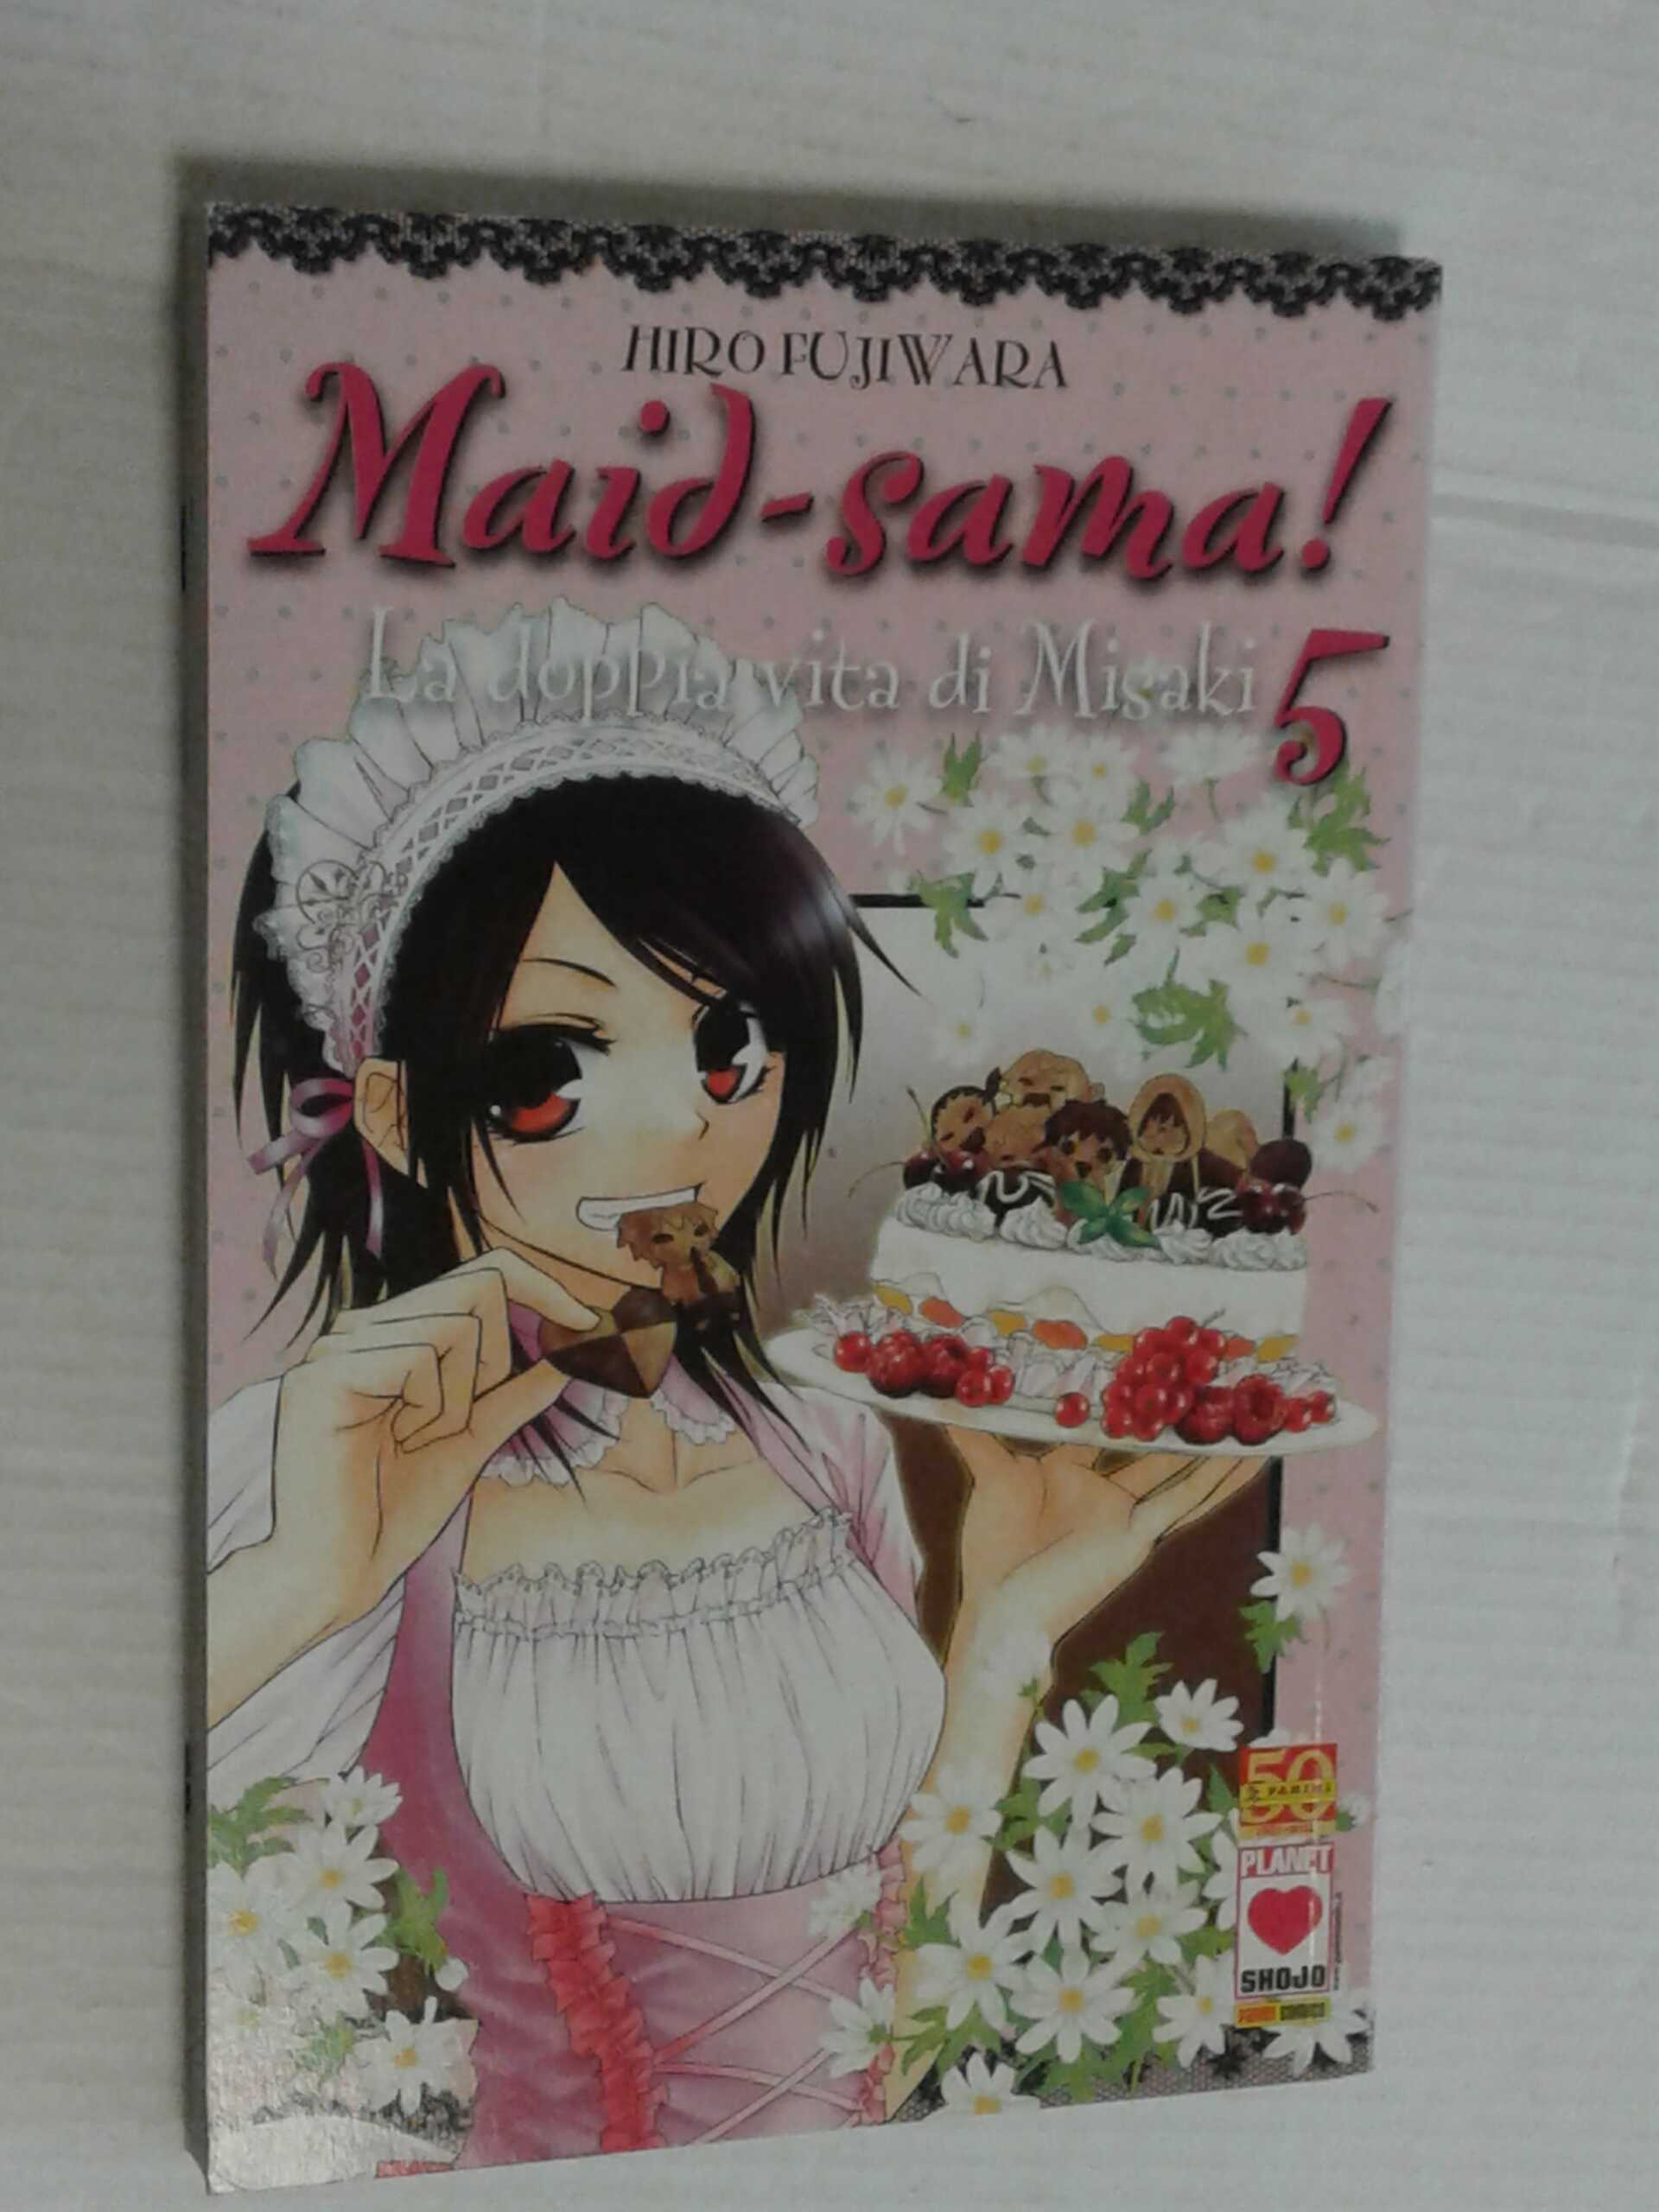 HIRO FUJIWARA
Maid-sama!
La doppia vita di Misaki
5
50
PANINI
PLANET
SHOJO